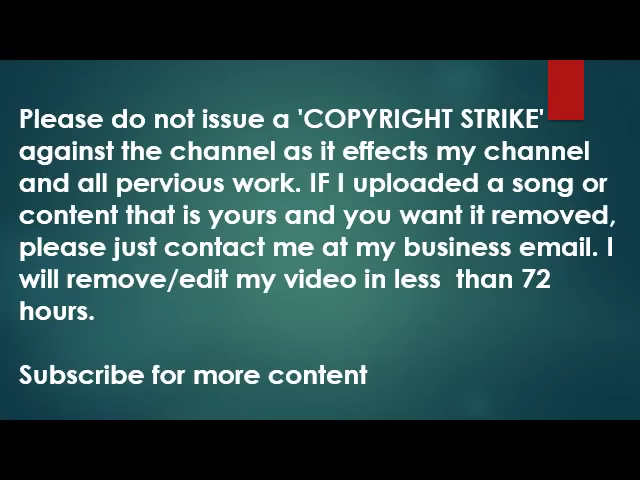 Please do not issue a 'COPYRIGHT STRIKE'
against the channel as it effects my channel
and all pervious work. IF I uploaded a song or
content that is yours and you want it removed,
please just contact me at my business email. I
will remove/edit my video in less  than 72
hours.
Subscribe for more content